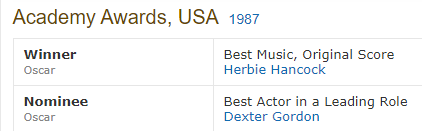 Academy Awards, USA 1987
Winner Best Music, Original Score
Oscar Herbie Hancock
Nominee Best Actor in a Leading Role
Oscar Dexter Gordon